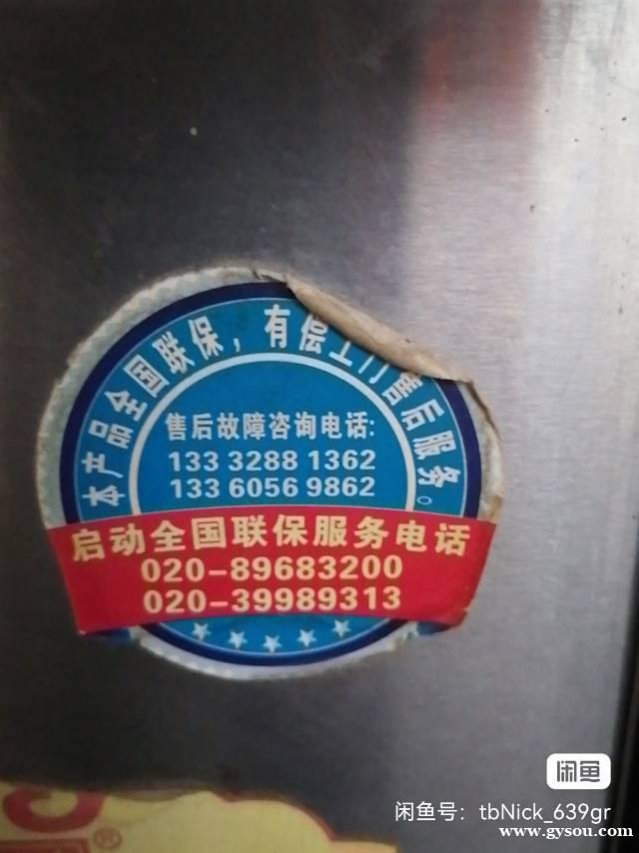 本产品全国联保，有偿上门售后服务。
售后故障咨询电话:
133 3288 1362
133 6056 9862
启动全国联保服务电话
020-89683200
020-39989313
®
闲鱼
闲鱼号：tbNick_639gr
www.gysou.com